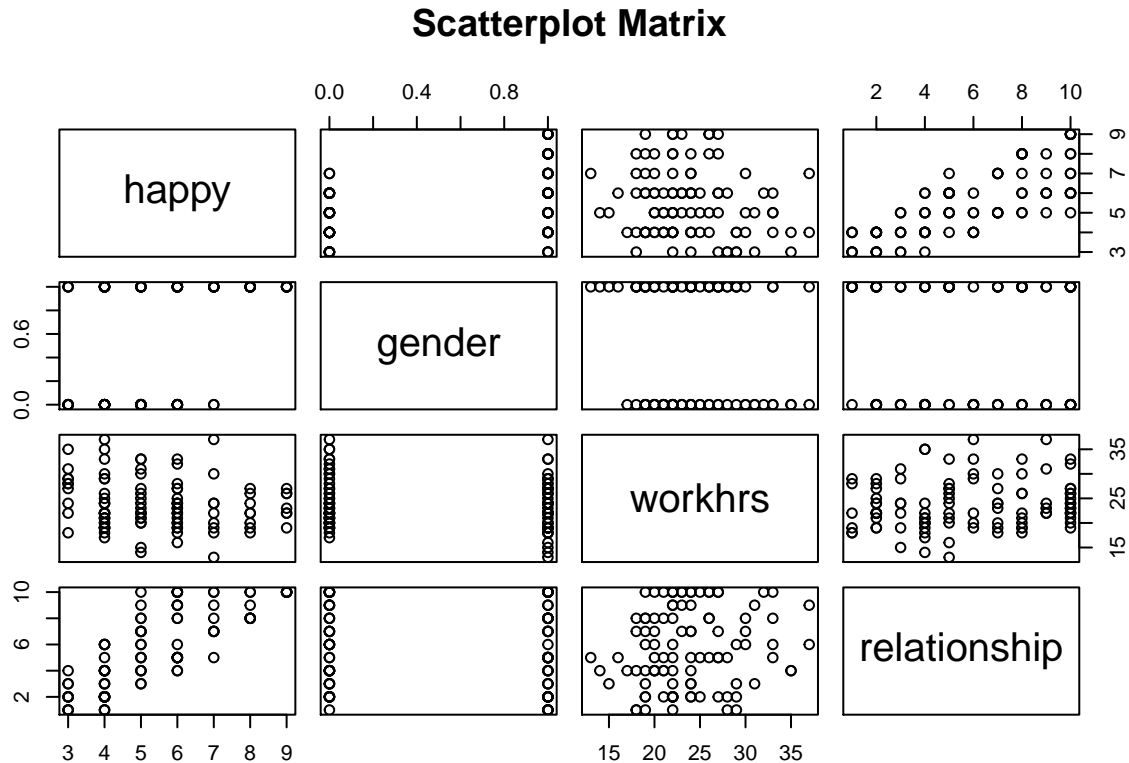 Scatterplot Matrix
0.0 0.4 0.8
2 4 6 8 10
happy
3 5 7 9
0.0 0.6
gender
workhrs
15 25 35
2 6 10
relationship
3 4 5 6 7 8 9
15 20 25 30 35